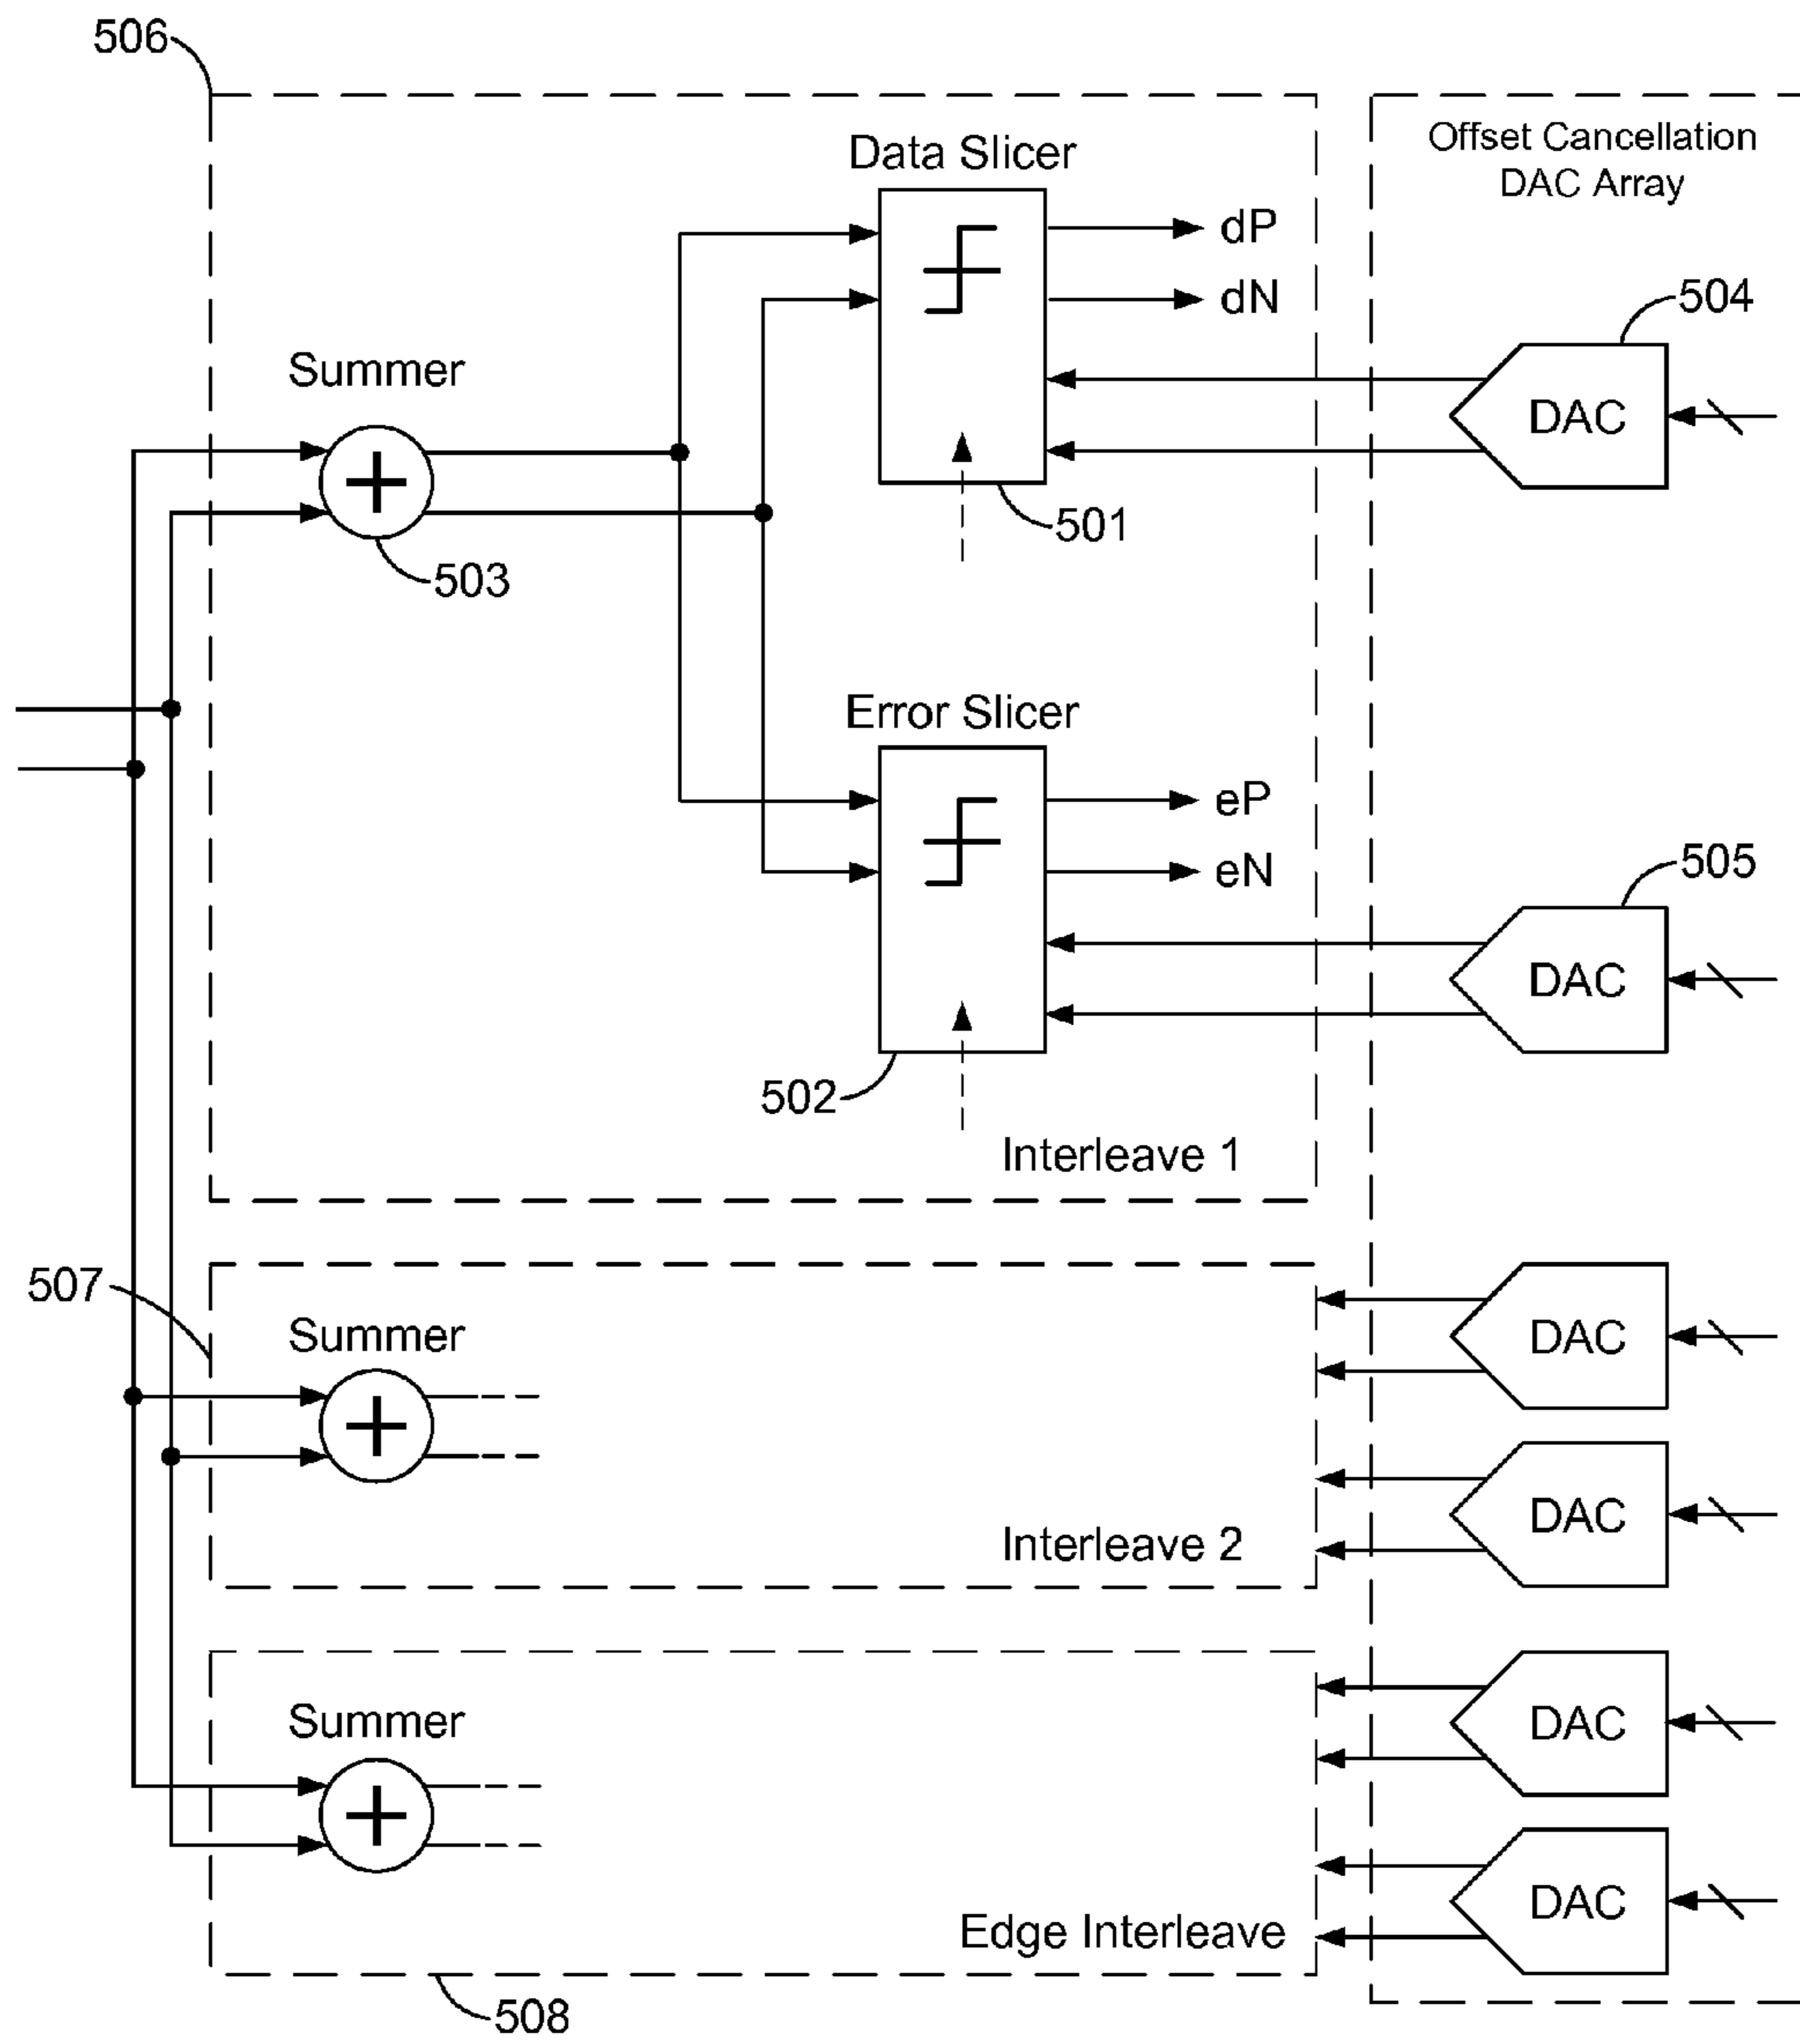 506
Offset Cancellation
DAC Array
Data Slicer
dP
dN
504
DAC
Summer
501
503
Error Slicer
eP
eN
505
DAC
502
Interleave 1
507
Summer
DAC
DAC
Interleave 2
Summer
DAC
DAC
Edge Interleave
508